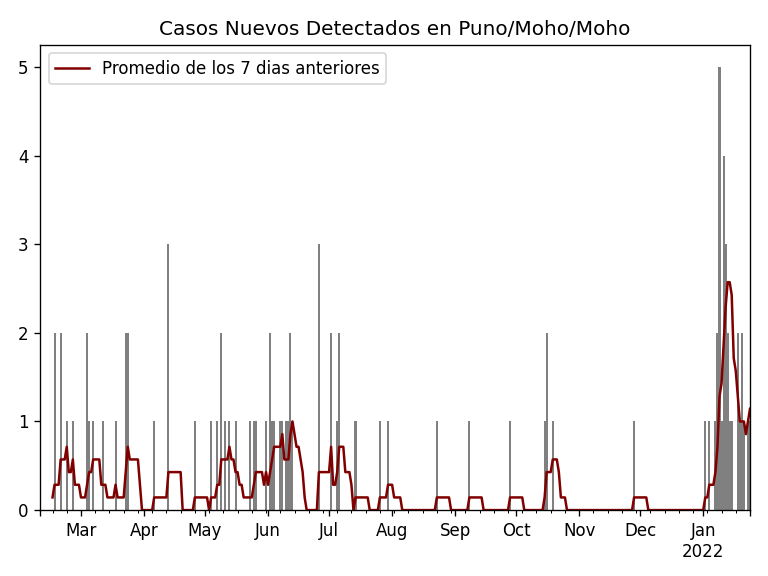 Casos Nuevos Detectados en Puno/Moho/Moho
Promedio de los 7 dias anteriores
5
4
3
2
1
0
Mar Apr May Jun Jul Aug Sep Oct Nov Dec Jan
2022